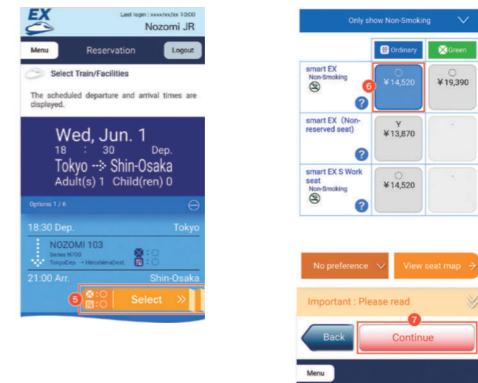 EX
Last login : xxxx/xx/xx 10:00
Nozomi JR
Menu
Reservation
Logout
Select Train/Facilities
The scheduled departure and arrival times are
displayed.
Wed, Jun. 1
18 : 30 Dep.
Tokyo --> Shin-Osaka
Adult(s) 1 Child(ren) 0
Options 1 / 6
18:30 Dep. Tokyo
NOZOMI 103
Series N700
21:00 Arr. Shin-Osaka
5
Select
Only show Non-Smoking
Ordinary
Green
smart EX
Non-Smoking
6
¥14,520
¥19,390
?
smart EX (Non-
reserved seat)
Y
¥13,870
-
?
smart EX S Work
seat
Non-Smoking
¥14,520
-
?
No preference
View seat map
Important : Please read
7
Back
Continue
Menu